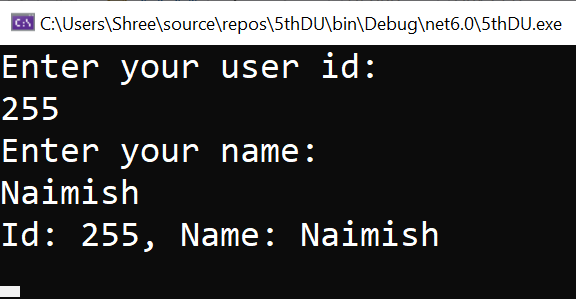 C:\Users\Shree\source\repos\5thDU\bin\Debug\net6.0\5thDU.exe
Enter your user id:
255
Enter your name:
Naimish
Id: 255, Name: Naimish